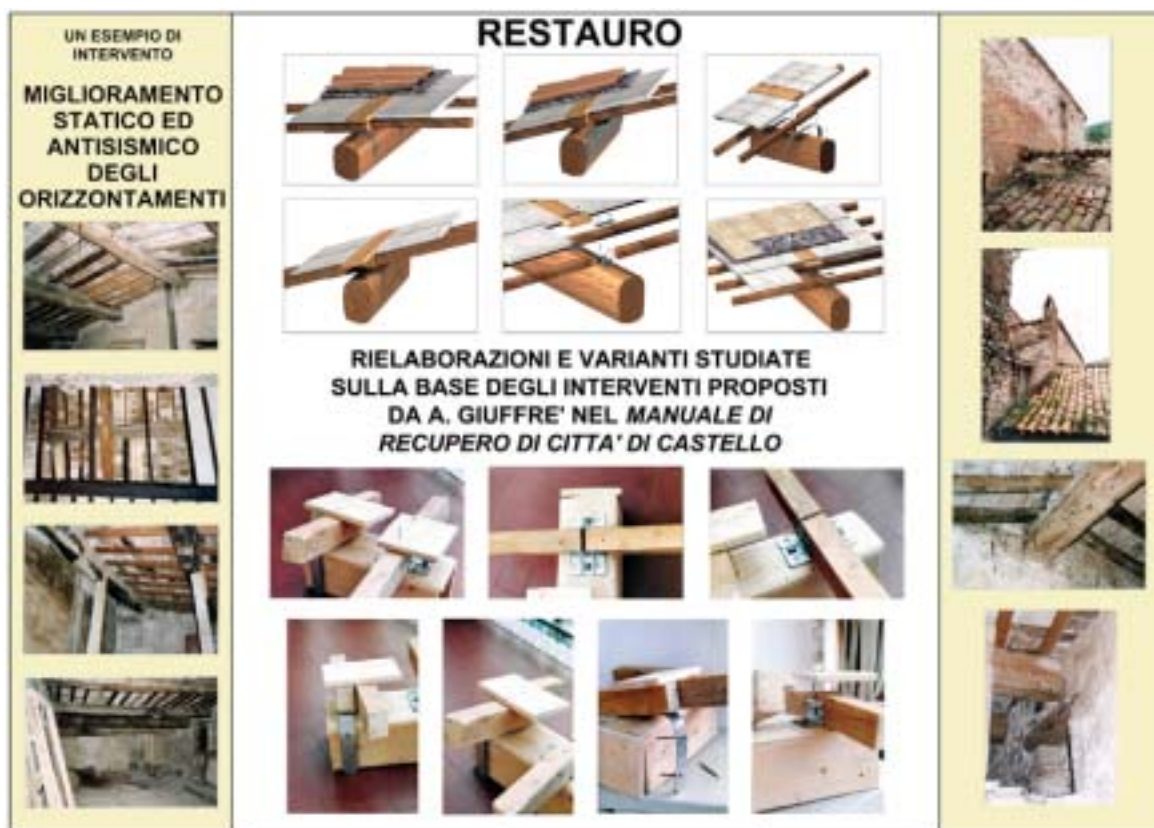 UN ESEMPIO DI
INTERVENTO
MIGLIORAMENTO
STATICO ED
ANTISISMICO
DEGLI
ORIZZONTAMENTI
RESTAURO
RIELABORAZIONI E VARIANTI STUDIATE
SULLA BASE DEGLI INTERVENTI PROPOSTI
DA A. GIUFFRE' NEL MANUALE DI
RECUPERO DI CITTA' DI CASTELLO